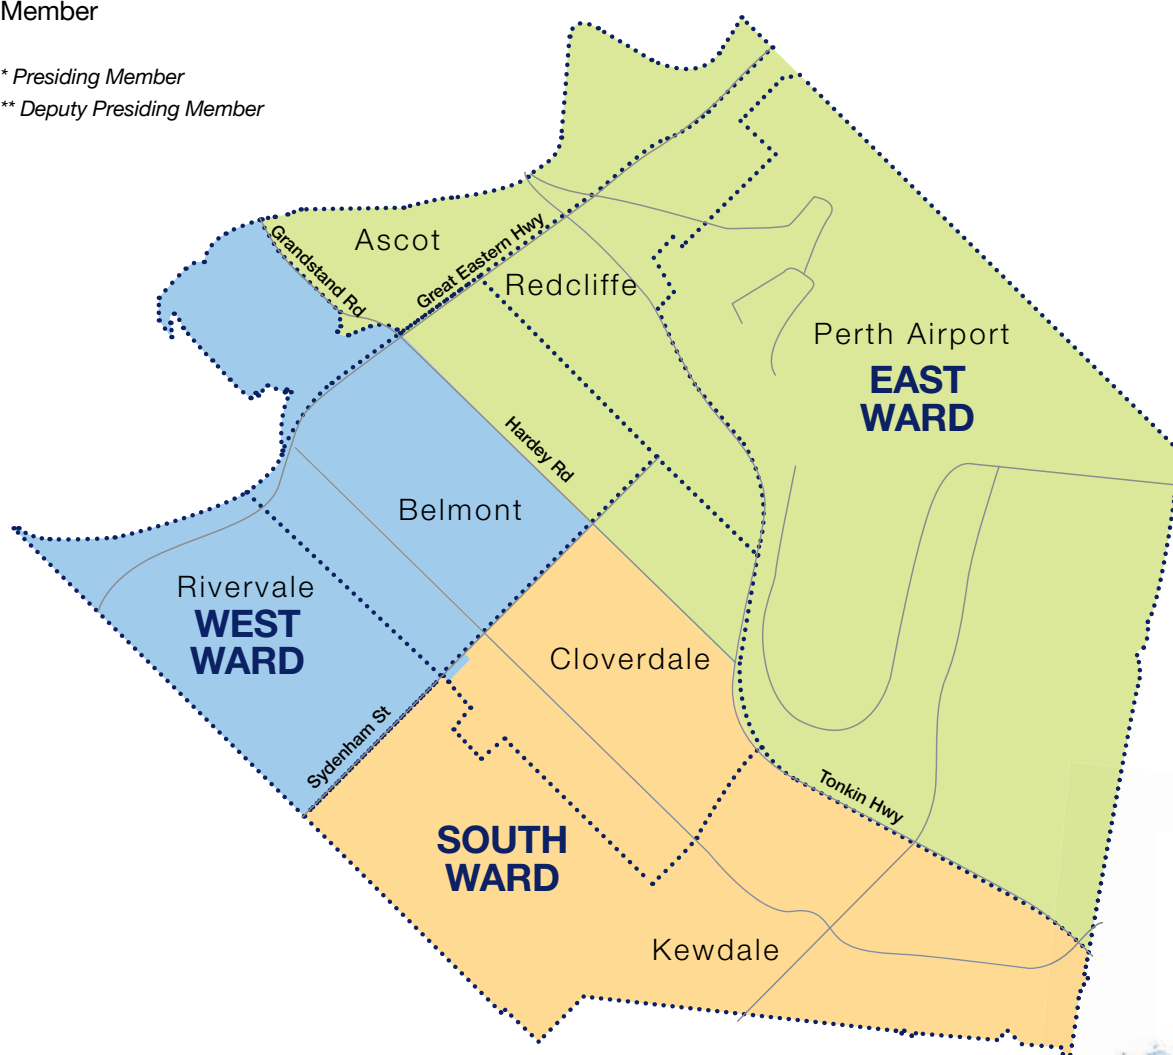 Member
* Presiding Member
** Deputy Presiding Member
Ascot
Grandstand Rd
Great Eastern Hwy
Redcliffe
Perth Airport
EAST
WARD
Hardey Rd
Belmont
Rivervale
WEST
WARD
Cloverdale
Sydenham St
Tonkin Hwy
SOUTH
WARD
Kewdale